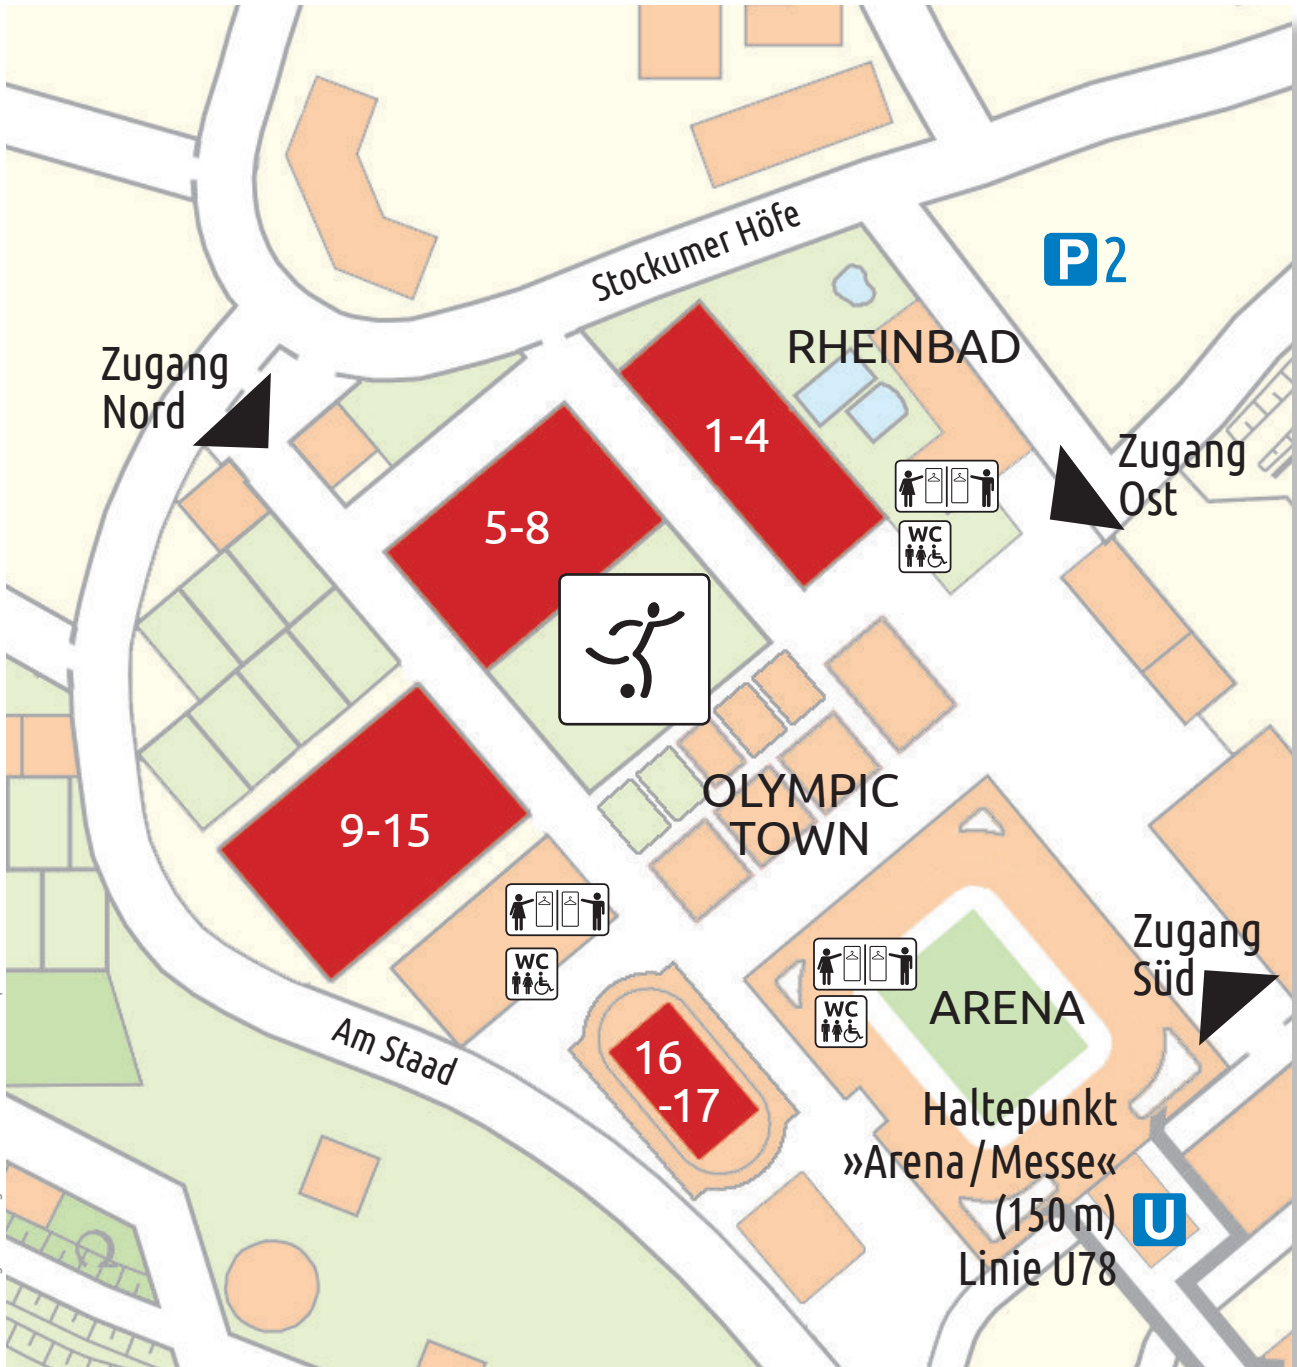 Stockumer Höfe
P 2
Zugang
Nord
RHEINBAD
1-4
Zugang
Ost
5-8
WC
OLYMPIC
TOWN
9-15
WC
Zugang
Süd
WC
ARENA
Am Staad
16
-17
Haltepunkt
»Arena/Messe«
(150 m)
U
Linie U78